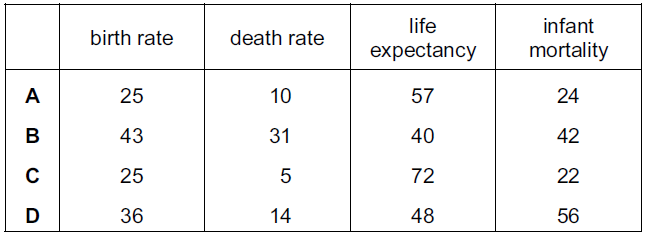 birth rate death rate life expectancy infant mortality
A 25 10 57 24
B 43 31 40 42
C 25 5 72 22
D 36 14 48 56